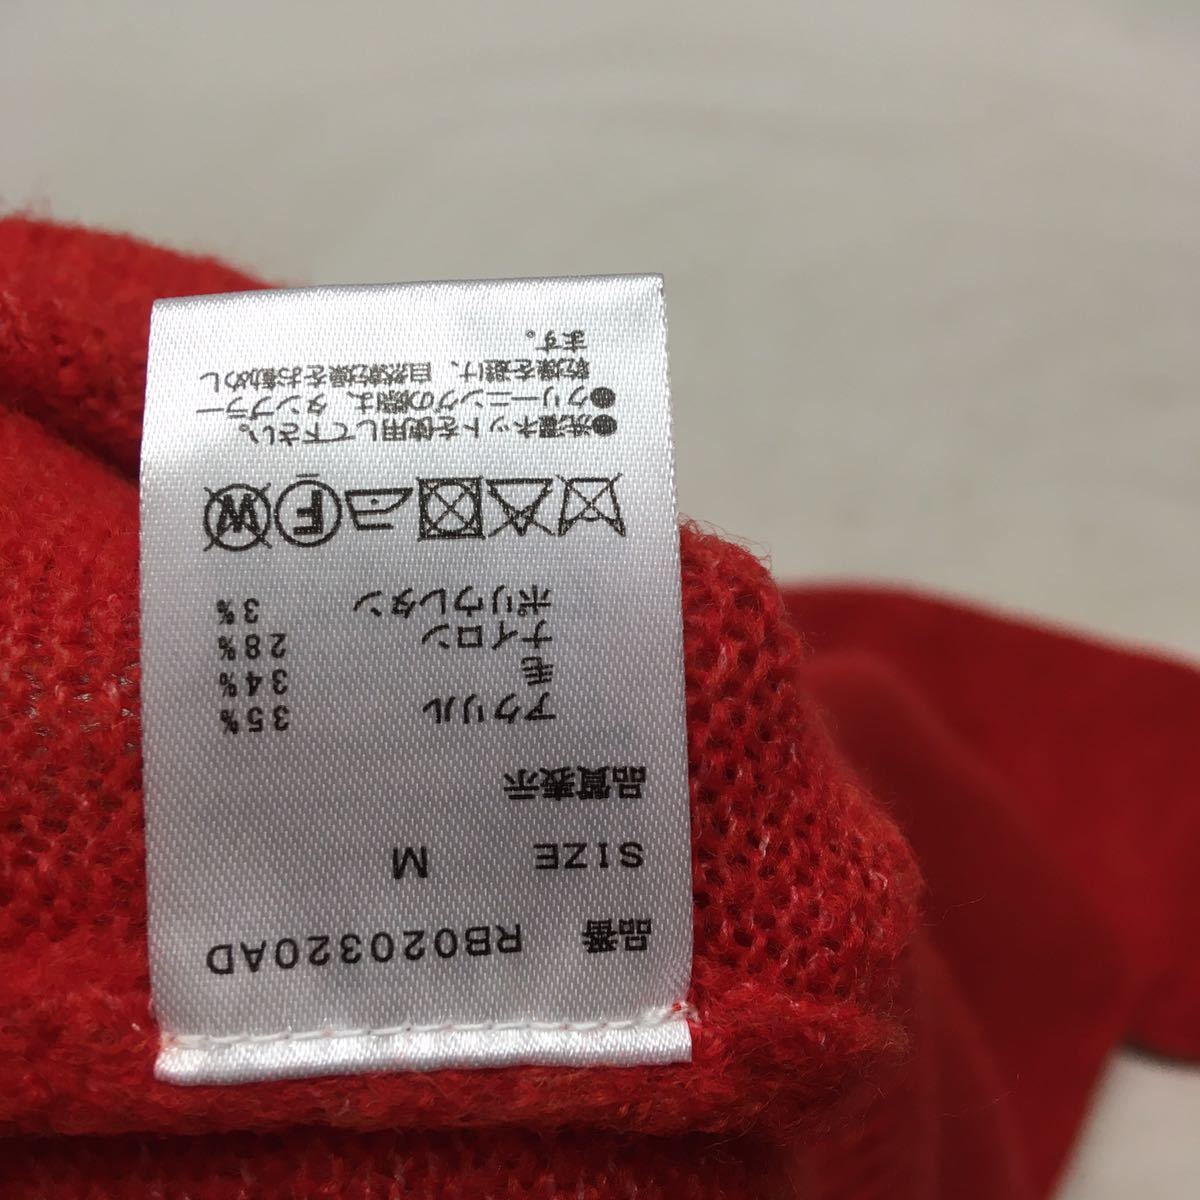 品番 RB020320AD
SIZE M
品質表示
アクリル 35%
毛 34%
ナイロン 28%
ポリウレタン 3%
F W
●洗濯ネットを使用して下さい。
●クリーニングの際は、タンブラー
乾燥を避け、自然乾燥をお勧めし
ます。